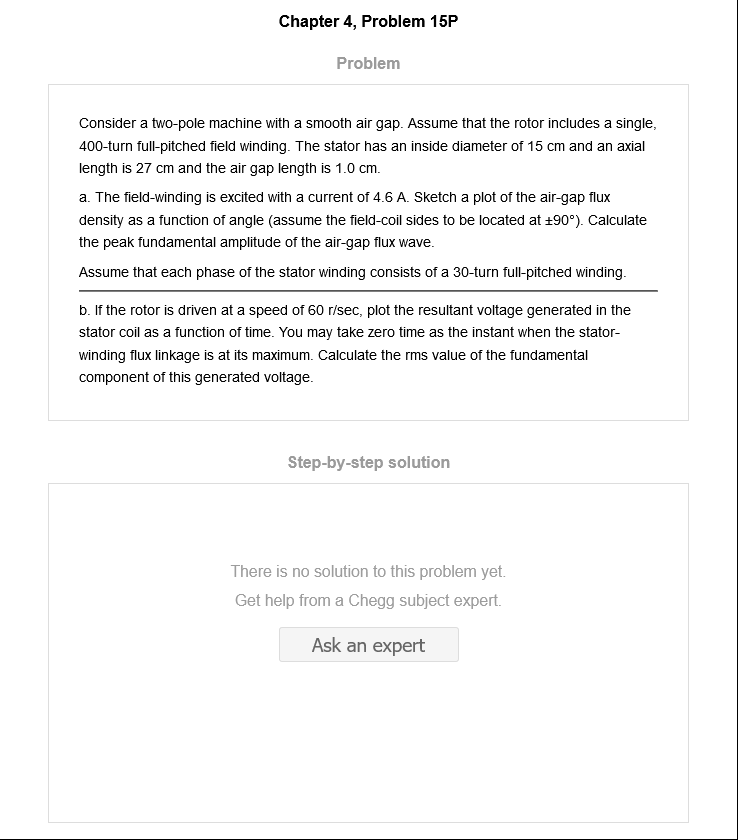 Chapter 4, Problem 15P
Problem
Consider a two-pole machine with a smooth air gap. Assume that the rotor includes a single,
400-turn full-pitched field winding. The stator has an inside diameter of 15 cm and an axial
length is 27 cm and the air gap length is 1.0 cm.
a. The field-winding is excited with a current of 4.6 A. Sketch a plot of the air-gap flux
density as a function of angle (assume the field-coil sides to be located at ±90°). Calculate
the peak fundamental amplitude of the air-gap flux wave.
Assume that each phase of the stator winding consists of a 30-turn full-pitched winding.
b. If the rotor is driven at a speed of 60 r/sec, plot the resultant voltage generated in the
stator coil as a function of time. You may take zero time as the instant when the stator-
winding flux linkage is at its maximum. Calculate the rms value of the fundamental
component of this generated voltage.
Step-by-step solution
There is no solution to this problem yet.
Get help from a Chegg subject expert.
Ask an expert